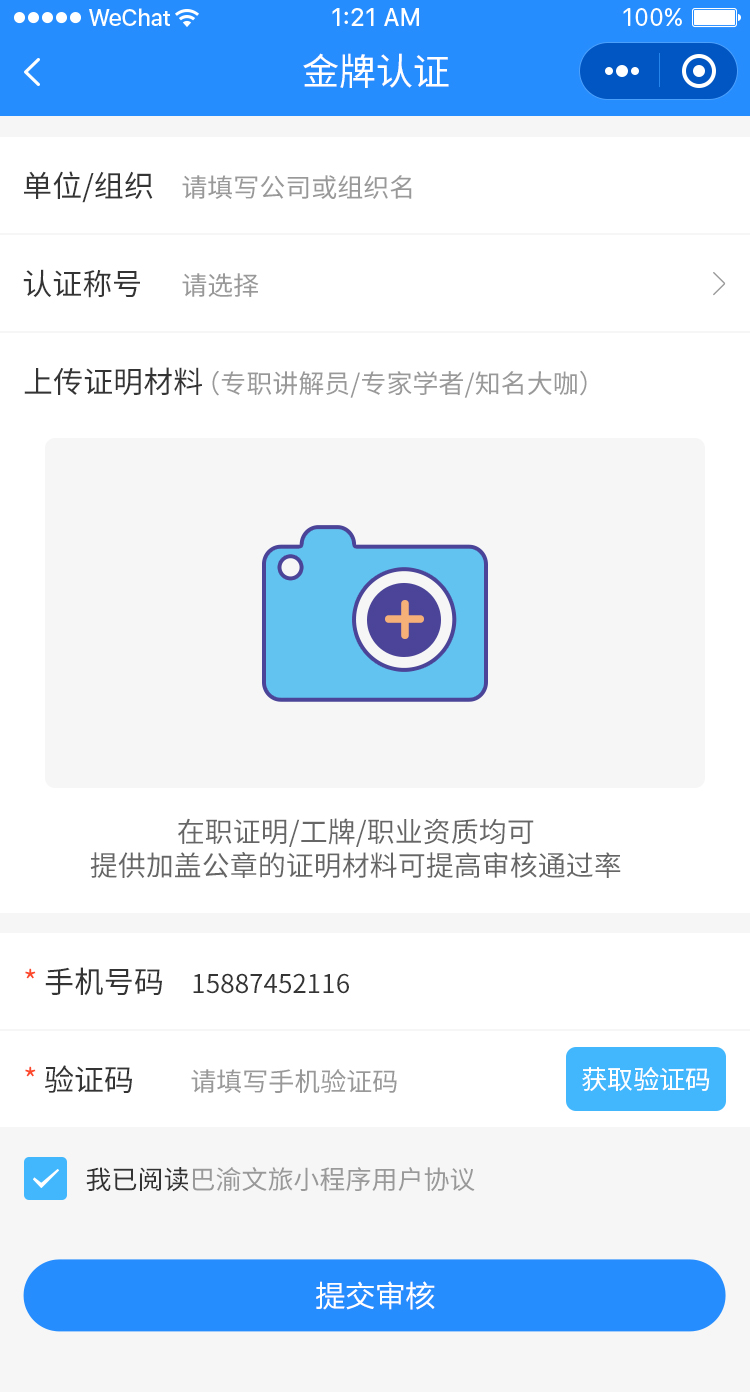 WeChat 1:21 AM 100%
金牌认证
单位/组织 请填写公司或组织名
认证称号 请选择
上传证明材料（专职讲解员/专家学者/知名大咖）
在职证明/工牌/职业资质均可
提供加盖公章的证明材料可提高审核通过率
* 手机号码 15887452116
* 验证码 请填写手机验证码 获取验证码
我已阅读巴渝文旅小程序用户协议
提交审核